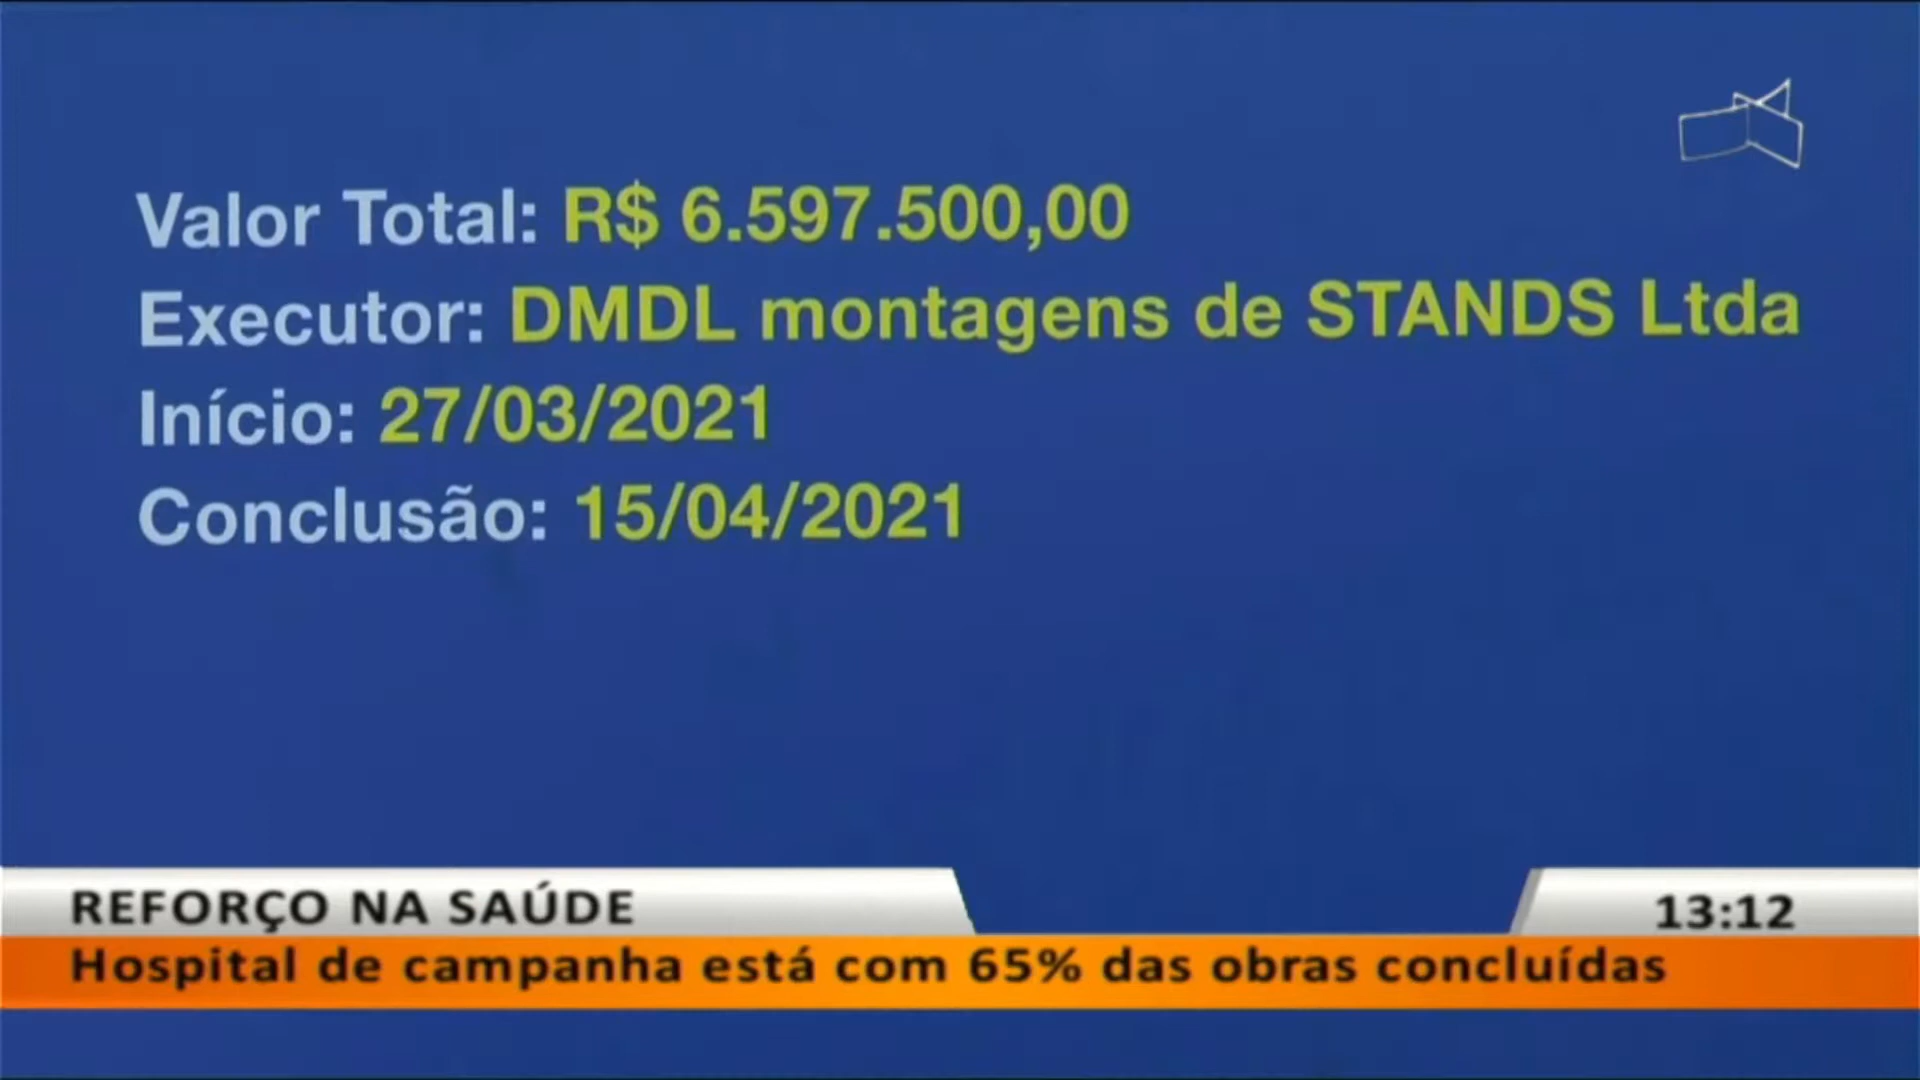 Valor Total: R$ 6.597.500,00
Executor: DMDL montagens de STANDS Ltda
Início: 27/03/2021
Conclusão: 15/04/2021
REFORÇO NA SAÚDE
13:12
Hospital de campanha está com 65% das obras concluídas